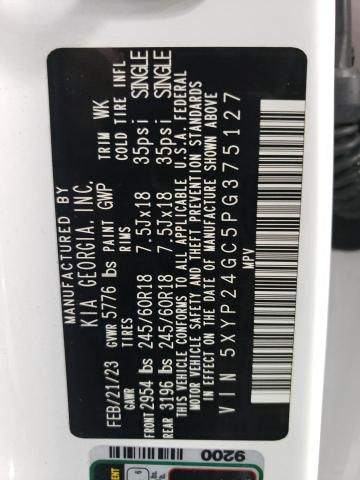 MANUFACTURED BY
KIA GEORGIA, INC.
FEB/21/23 GVWR 5776 lbs PAINT GWP TRIM WK
GAWR TIRES RIMS COLD TIRE INFL
FRONT 2954 lbs 245/60R18 7.5Jx18 35psi SINGLE
REAR 3196 lbs 245/60R18 7.5Jx18 35psi SINGLE
THIS VEHICLE CONFORMS TO ALL APPLICABLE U.S.A. FEDERAL
MOTOR VEHICLE SAFETY AND THEFT PREVENTION STANDARDS
IN EFFECT ON THE DATE OF MANUFACTURE SHOWN ABOVE
VIN 5XYP24GC5PG375127
MPV
9200